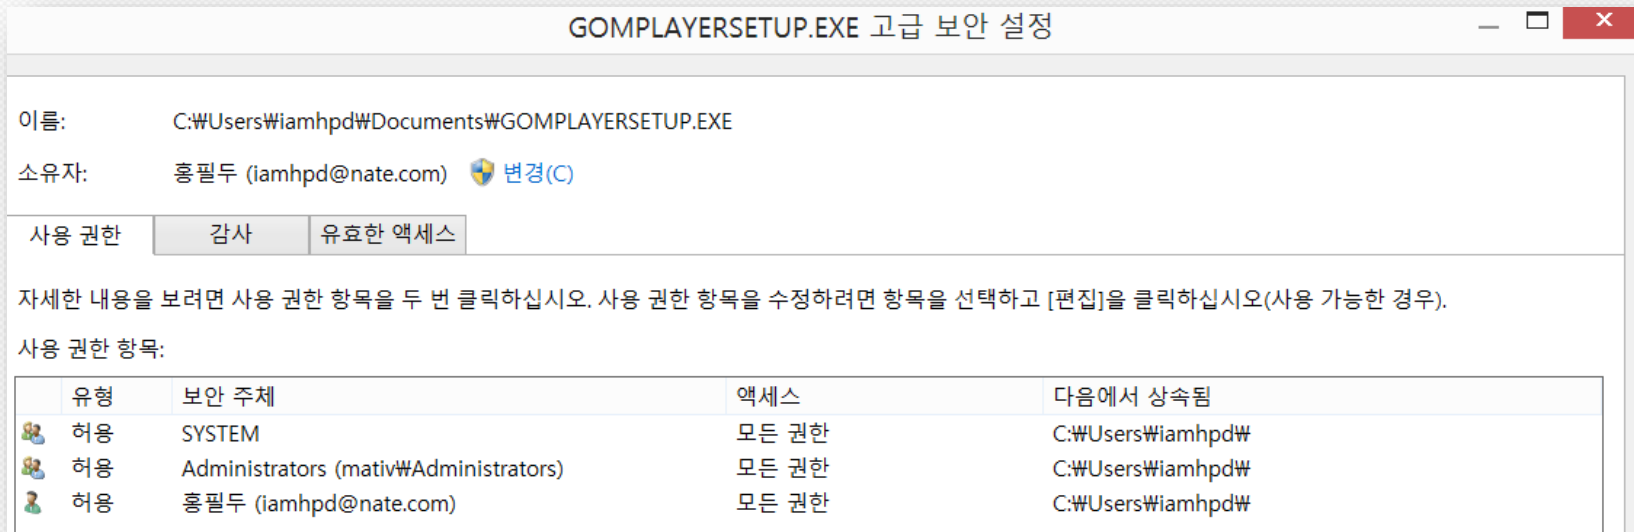 GOMPLAYERSETUP.EXE 고급 보안 설정
이름: C:₩Users₩iamhpd₩Documents₩GOMPLAYERSETUP.EXE
소유자: 홍필두 (iamhpd@nate.com) 변경(C)
사용 권한 감사 유효한 액세스
자세한 내용을 보려면 사용 권한 항목을 두 번 클릭하십시오. 사용 권한 항목을 수정하려면 항목을 선택하고 [편집]을 클릭하십시오(사용 가능한 경우).
사용 권한 항목:
유형 보안 주체 액세스 다음에서 상속됨
허용 SYSTEM 모든 권한 C:₩Users₩iamhpd₩
허용 Administrators (mativ₩Administrators) 모든 권한 C:₩Users₩iamhpd₩
허용 홍필두 (iamhpd@nate.com) 모든 권한 C:₩Users₩iamhpd₩